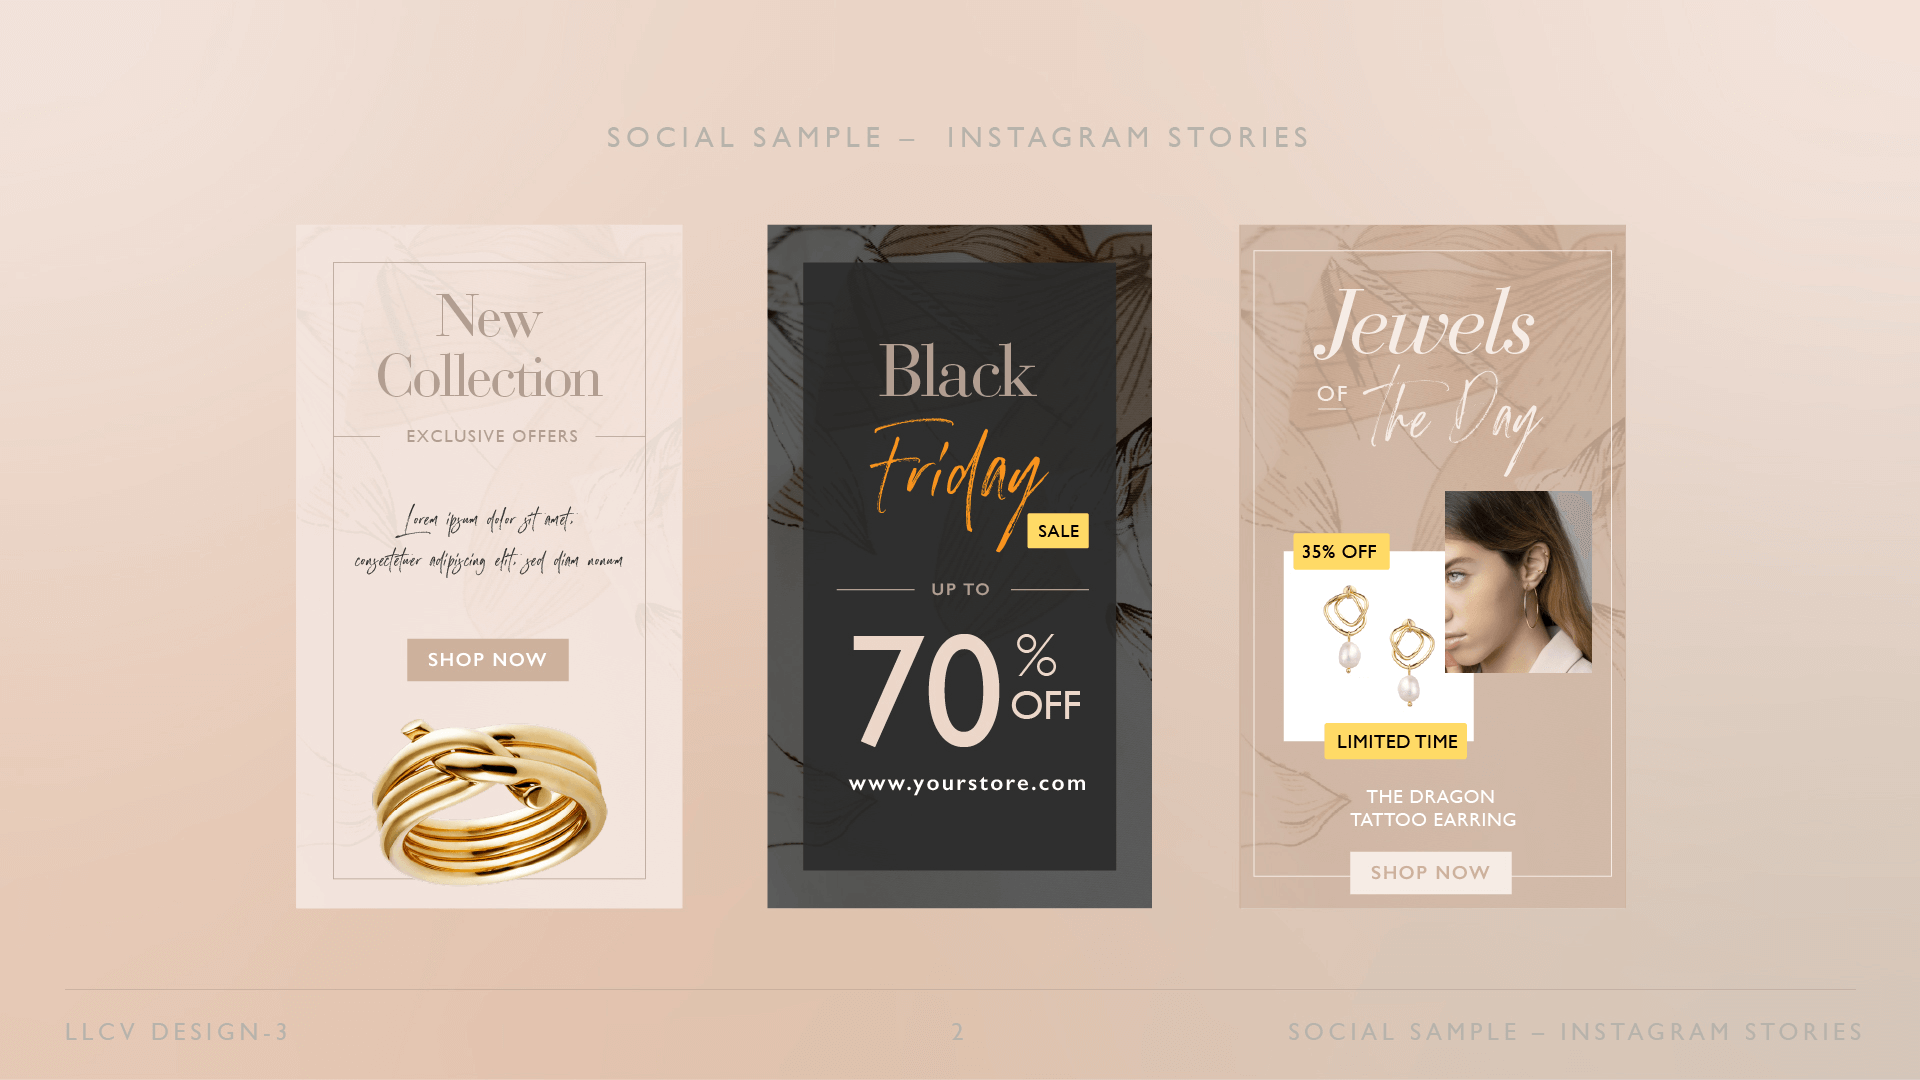 SOCIAL SAMPLE – INSTAGRAM STORIES
New
Collection
EXCLUSIVE OFFERS
Lorem ipsum dolor sit amet,
consectetuer adipiscing elit, sed diam nonum
SHOP NOW
Black
Friday
SALE
UP TO
70%
OFF
www.yourstore.com
Jewels
OF The Day
35% OFF
LIMITED TIME
THE DRAGON
TATTOO EARRING
SHOP NOW
LLCV DESIGN-3
2
SOCIAL SAMPLE – INSTAGRAM STORIES